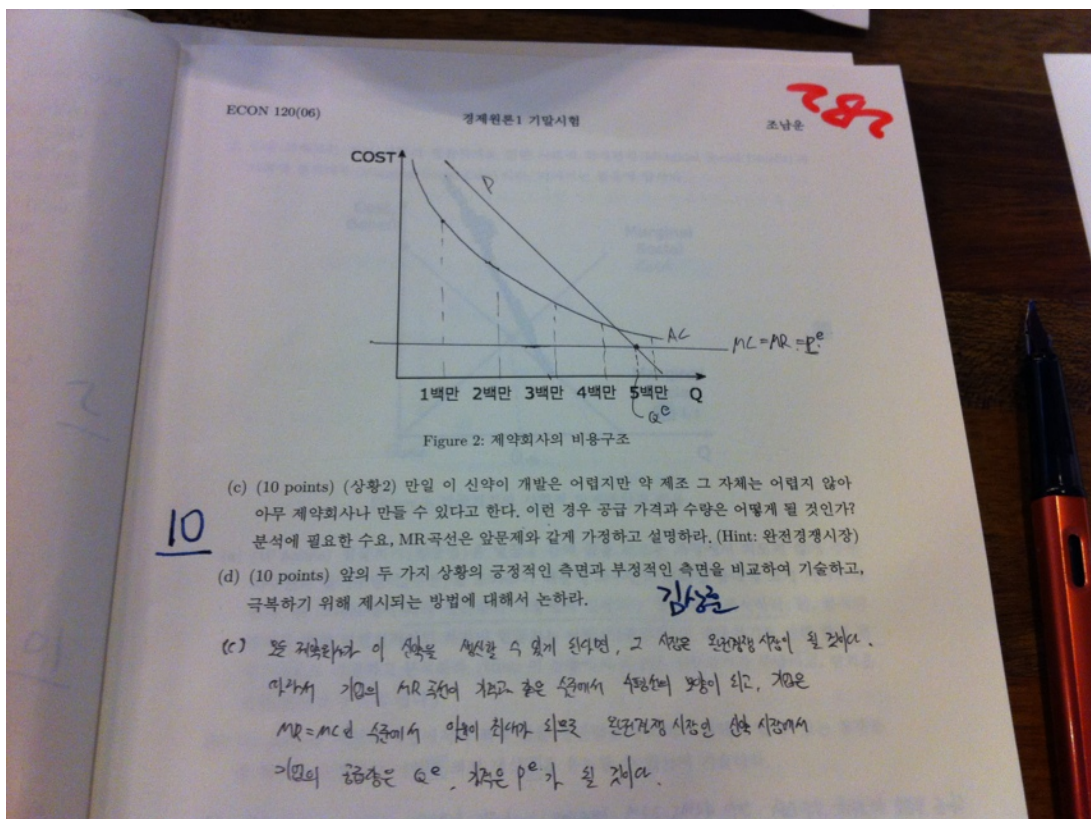 ECON 120(06)
경제원론1 기말시험
조남운
282
COST
D
AC
MC=MR=P^e
1백만 2백만 3백만 4백만 5백만 Q
Q^e
Figure 2: 제약회사의 비용구조
(c) (10 points) (상황2) 만일 이 신약이 개발은 어렵지만 약 제조 그 자체는 어렵지 않아
아무 제약회사나 만들 수 있다고 한다. 이런 경우 공급 가격과 수량은 어떻게 될 것인가?
분석에 필요한 수요, MR곡선은 앞문제와 같게 가정하고 설명하라. (Hint: 완전경쟁시장)
10
(d) (10 points) 앞의 두 가지 상황의 긍정적인 측면과 부정적인 측면을 비교하여 기술하고,
극복하기 위해 제시되는 방법에 대해서 논하라.
김상훈
(c) 모든 제약회사가 이 신약을 생산할 수 있게 된다면, 그 시장은 완전경쟁 시장이 될 것이다.
따라서 기업의 MR 곡선이 가격과 같은 수준에서 수평선의 모양이 되고, 기업은
MR=MC인 수준에서 이윤이 최대가 되므로 완전경쟁 시장인 신약 시장에서
기업의 공급량은 Q^e, 가격은 P^e가 될 것이다.